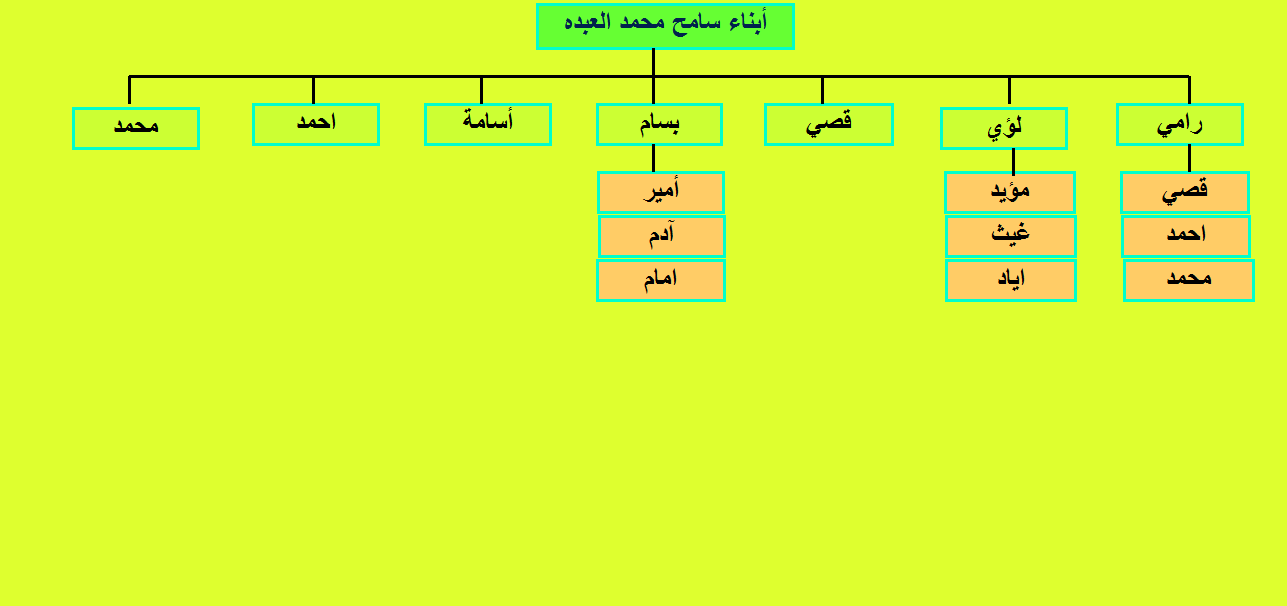 أبناء سامح محمد العبده
رامي
لؤي
قصي
بسام
أسامة
احمد
محمد
قصي
احمد
محمد
مؤيد
غيث
اياد
أمير
آدم
امام